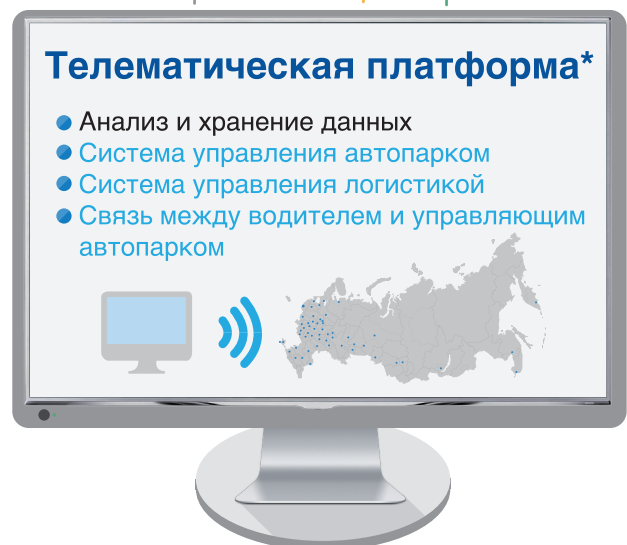 Телематическая платформа*
Анализ и хранение данных
Система управления автопарком
Система управления логистикой
Связь между водителем и управляющим
автопарком